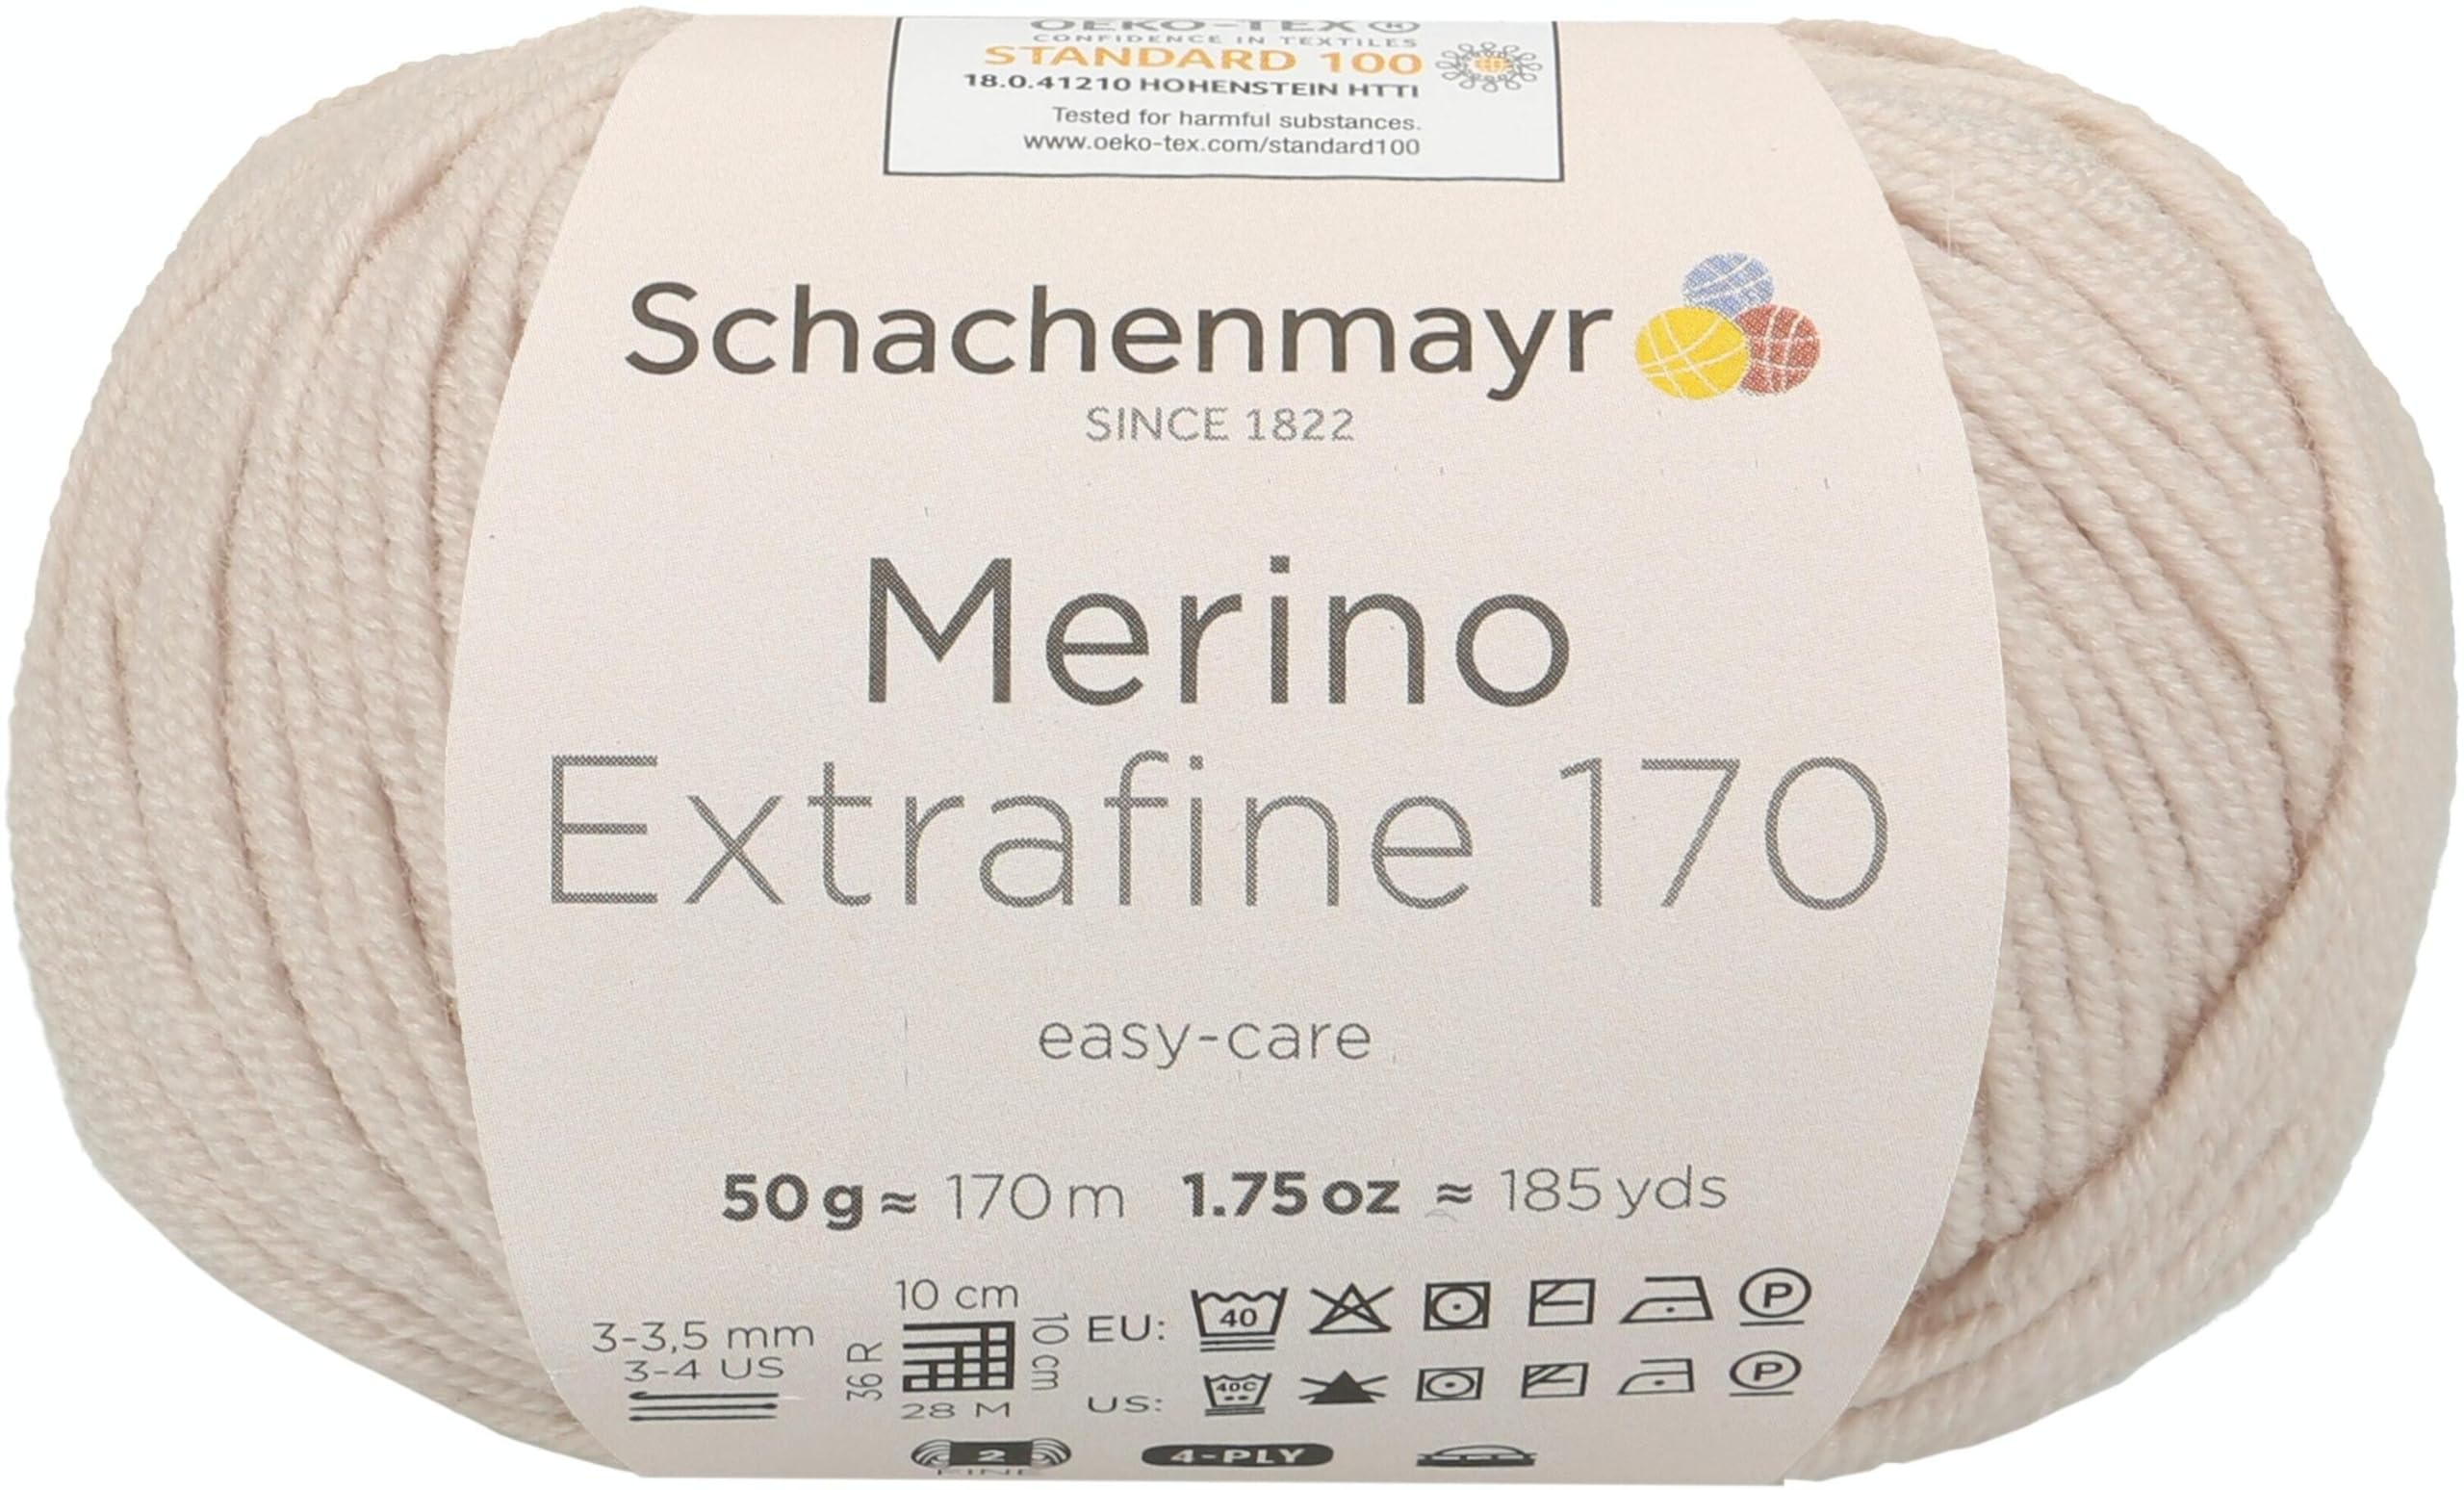 OEKO-TEX®
CONFIDENCE IN TEXTILES
STANDARD 100
18.0.41210 HOHENSTEIN HTTI
Tested for harmful substances.
www.oeko-tex.com/standard100
Schachenmayr
SINCE 1822
Merino
Extrafine 170
easy-care
50 g ≈ 170 m 1.75 oz ≈ 185 yds
3-3,5 mm
3-4 US
10 cm
10 cm
36 R
28 M
EU: 40 P
US: 40C P
2
FINE
4-PLY